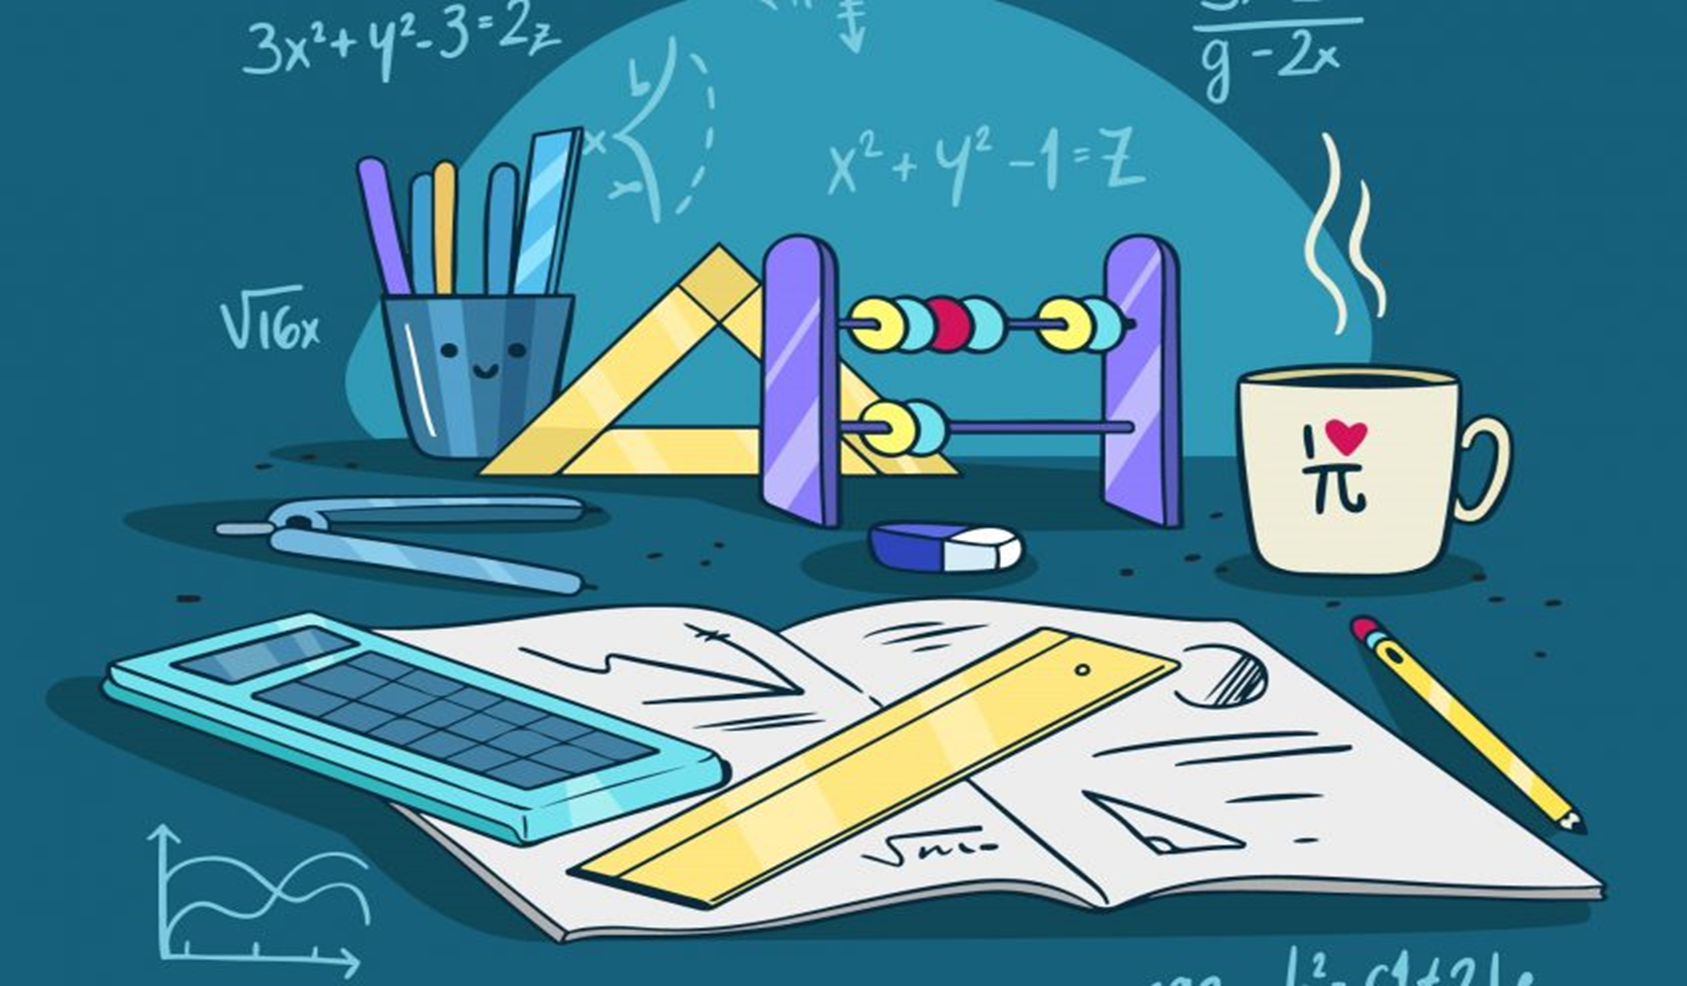 3x²+y²-3=2z
g-2x
b
x
x²+y²-1=Z
√16x
I ♥
π